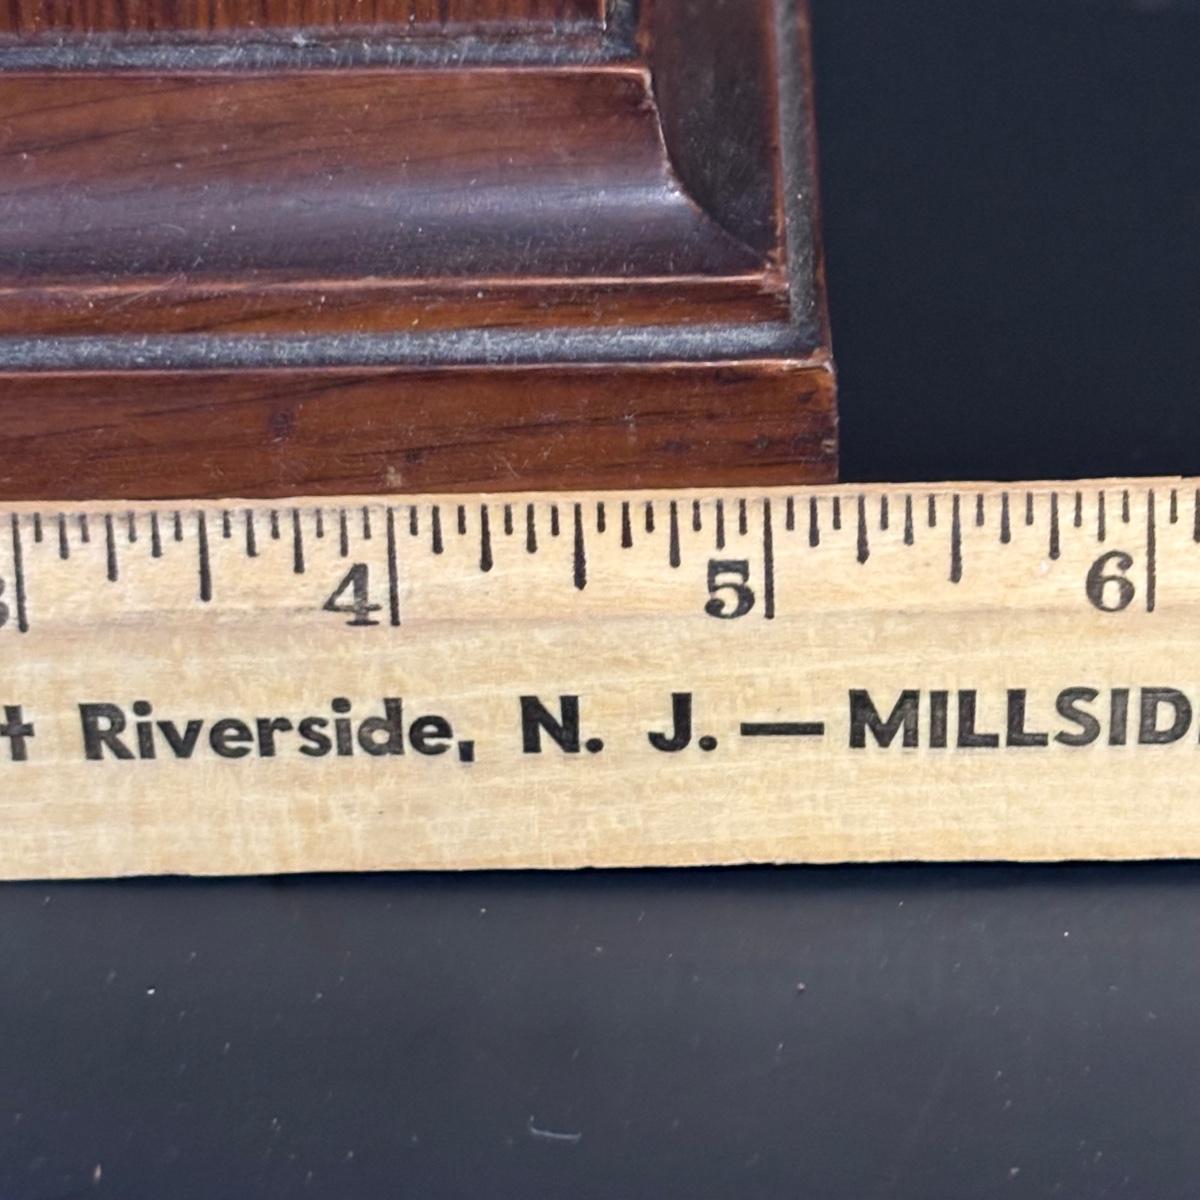 4 5 6
t Riverside, N. J. — MILLSID